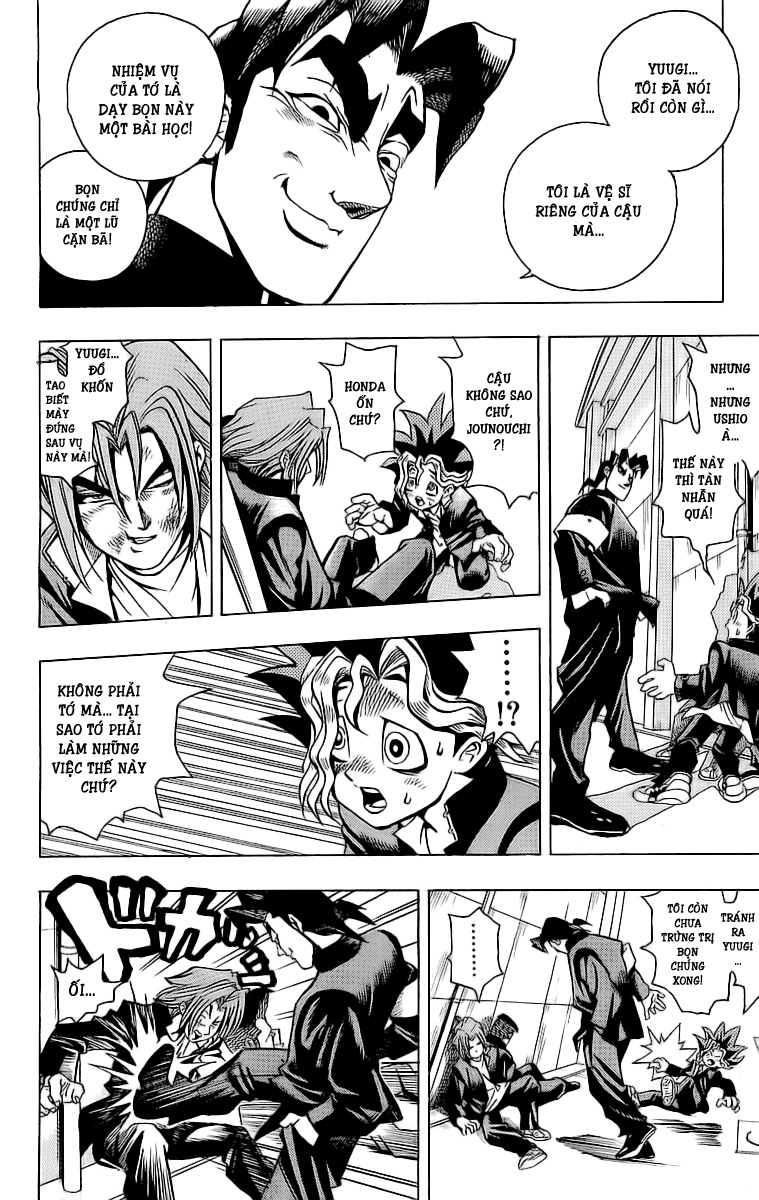 YUUGI...
TÔI ĐÃ NÓI
RỒI CÒN GÌ...
TÔI LÀ VỆ SĨ
RIÊNG CỦA CẬU
MÀ...
NHIỆM VỤ
CỦA TỚ LÀ
DẠY BỌN NÀY
MỘT BÀI HỌC!
BỌN
CHÚNG CHỈ
LÀ MỘT LŨ
CẶN BÃ!
NHƯNG
...
NHƯNG
USHIO
À...
THẾ NÀY
THÌ TÀN
NHẪN
QUÁ!
CẬU
KHÔNG SAO
CHỨ,
JOUNOUCHI
?!
HONDA
ỔN
CHỨ?
YUUGI...
ĐỒ
KHỐN
TAO
BIẾT
MÀY
ĐỨNG
SAU VỤ
NÀY MÀ!
......!?
KHÔNG PHẢI
TỚ MÀ... TẠI
SAO TỚ PHẢI
LÀM NHỮNG
VIỆC THẾ NÀY
CHỨ?
TRÁNH
RA
YUUGI
...
TÔI CÒN
CHƯA
TRỪNG TRỊ
BỌN
CHÚNG
XONG!
......
ドカッ
ỐI...